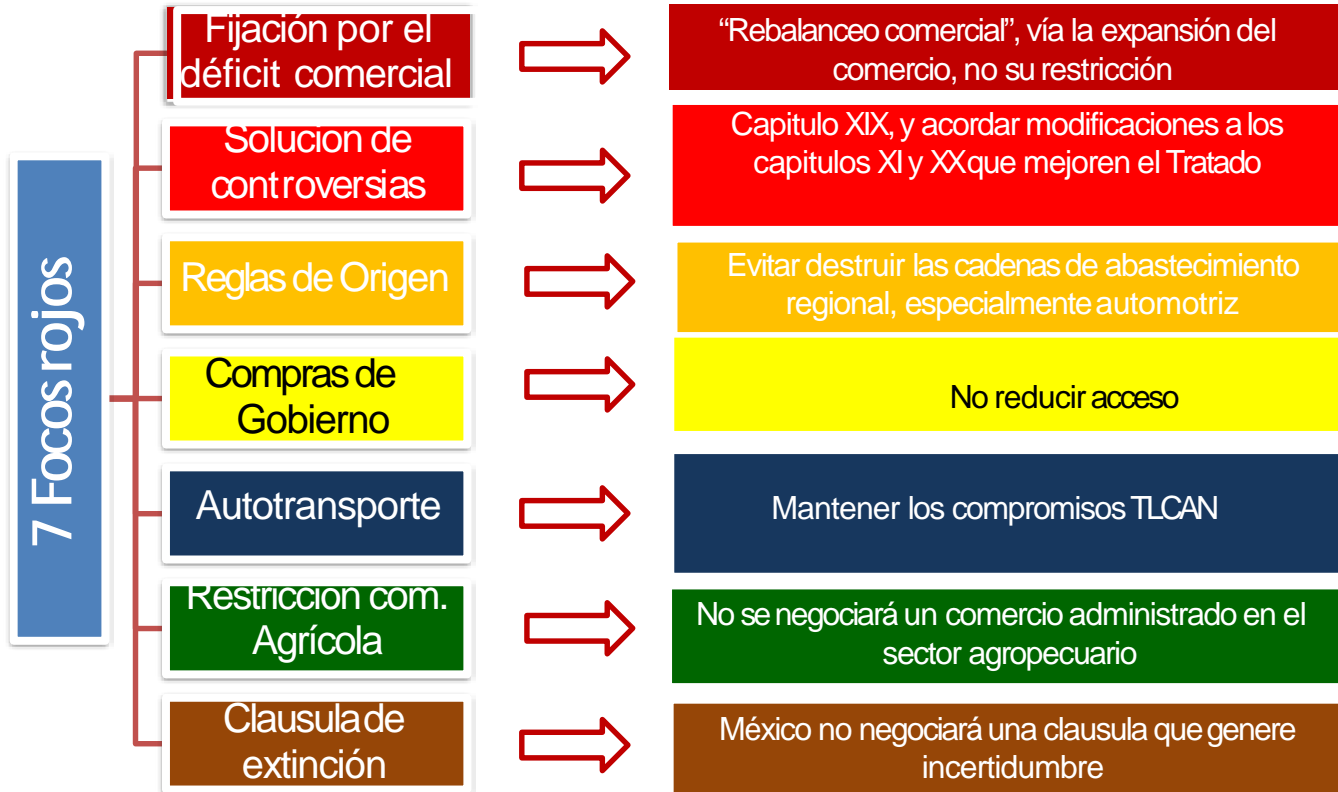 7 Focos rojos
Fijación por el
déficit comercial
“Rebalanceo comercial”, vía la expansión del
comercio, no su restricción
Solucion de
controversias
Capitulo XIX, y acordar modificaciones a los
capitulos XI y XX que mejoren el Tratado
Reglas de Origen
Evitar destruir las cadenas de abastecimiento
regional, especialmente automotriz
Compras de
Gobierno
No reducir acceso
Autotransporte
Mantener los compromisos TLCAN
Restricción com.
Agrícola
No se negociará un comercio administrado en el
sector agropecuario
Clausula de
extinción
México no negociará una clausula que genere
incertidumbre